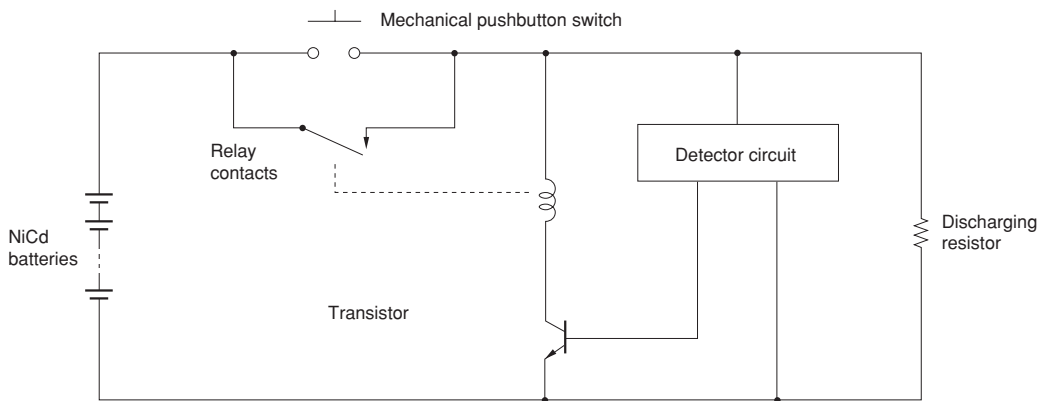 Mechanical pushbutton switch
Relay
contacts
Detector circuit
NiCd
batteries
Discharging
resistor
Transistor